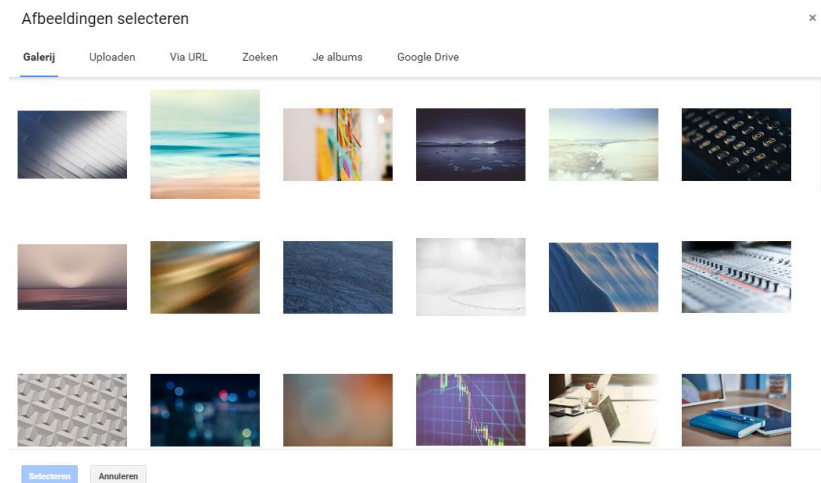 Afbeeldingen selecteren
×
Galerij Uploaden Via URL Zoeken Je albums Google Drive
Selecteren Annuleren